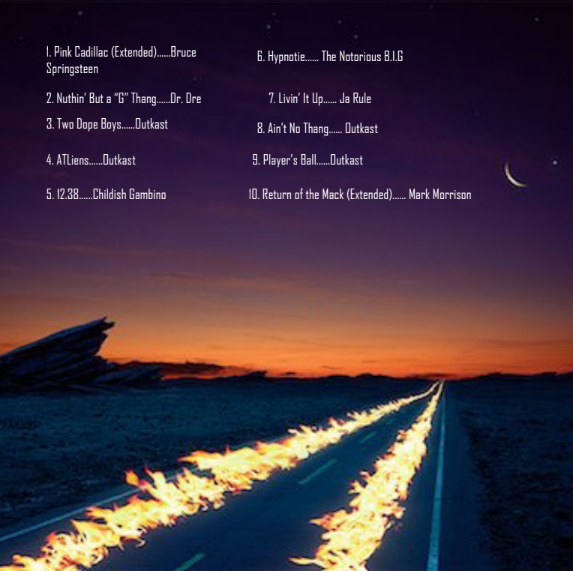 1. Pink Cadillac (Extended)......Bruce
Springsteen
2. Nuthin' But a "G" Thang......Dr. Dre
3. Two Dope Boys......Outkast
4. ATLiens......Outkast
5. 12.38......Childish Gambino
6. Hypnotie...... The Notorious B.I.G
7. Livin' It Up...... Ja Rule
8. Ain't No Thang...... Outkast
9. Player's Ball......Outkast
10. Return of the Mack (Extended)...... Mark Morrison